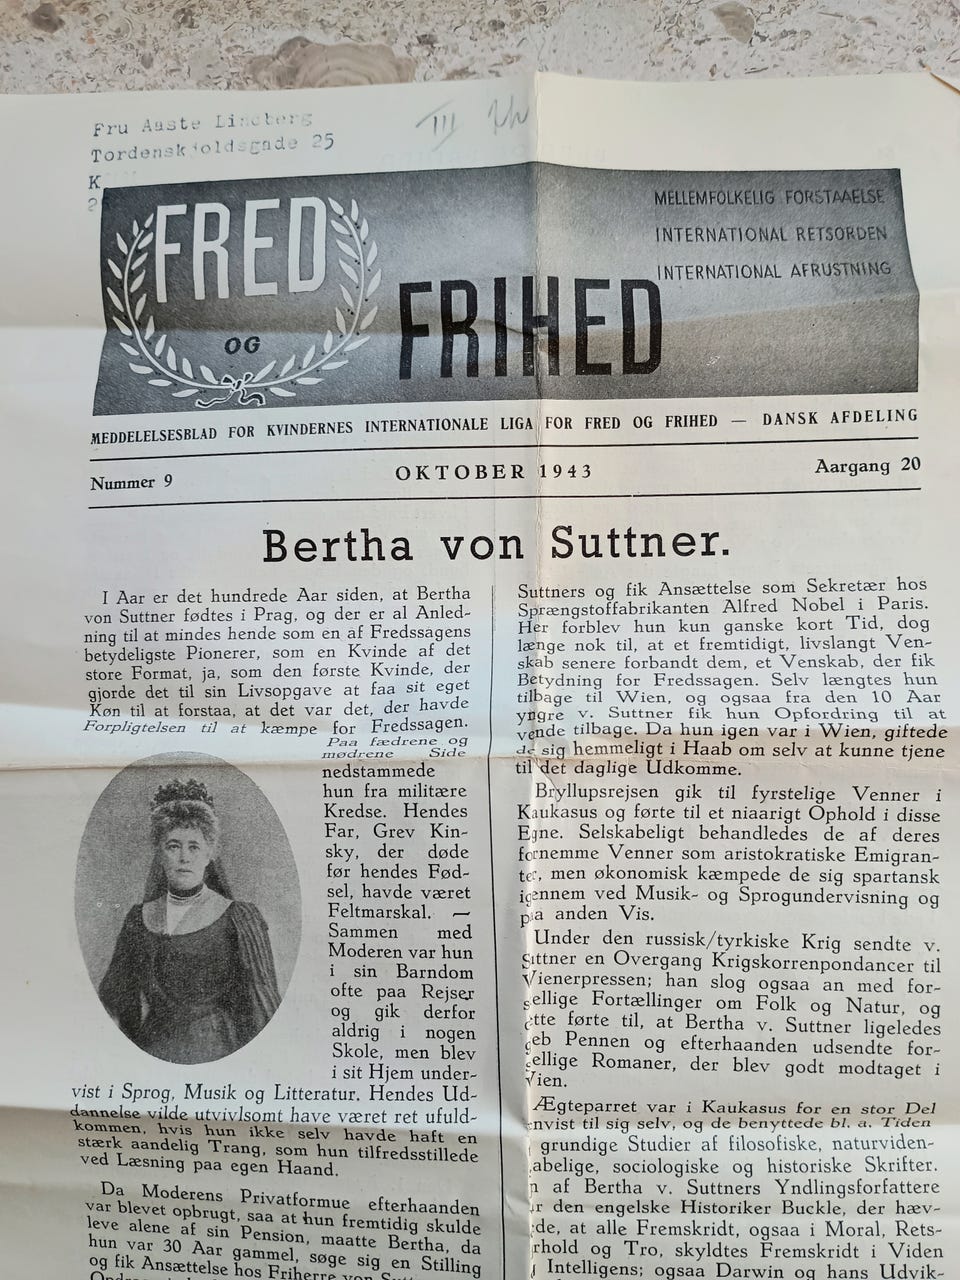 Fru Aaste Lindberg
Tordenskjoldsgade 25
K
2
III
FRED
OG
FRIHED
MELLEMFOLKELIG FORSTAAELSE
INTERNATIONAL RETSORDEN
INTERNATIONAL AFRUSTNING
MEDDELELSESBLAD FOR KVINDERNES INTERNATIONALE LIGA FOR FRED OG FRIHED — DANSK AFDELING
Nummer 9
OKTOBER 1943
Aargang 20
Bertha von Suttner.
I Aar er det hundrede Aar siden, at Bertha
von Suttner fødtes i Prag, og der er al Anled-
ning til at mindes hende som en af Fredssagens
betydeligste Pionerer, som en Kvinde af det
store Format, ja, som den første Kvinde, der
gjorde det til sin Livsopgave at faa sit eget
Køn til at forstaa, at det var det, der havde
Forpligtelsen til at kæmpe for Fredssagen.
Paa fædrene og
mødrene Side
nedstammede
hun fra militære
Kredse. Hendes
Far, Grev Kin-
sky, der døde
før hendes Fød-
sel, havde været
Feltmarskal. —
Sammen med
Moderen var hun
i sin Barndom
ofte paa Rejser
og gik derfor
aldrig i nogen
Skole, men blev
i sit Hjem under-
vist i Sprog, Musik og Litteratur. Hendes Ud-
dannelse vilde utvivlsomt have været ret ufuld-
kommen, hvis hun ikke selv havde haft en
stærk aandelig Trang, som hun tilfredsstillede
ved Læsning paa egen Haand.
Da Moderens Privatformue efterhaanden
var blevet opbrugt, saa at hun fremtidig skulde
leve alene af sin Pension, maatte Bertha, da
hun var 30 Aar gammel, søge sig en Stilling
og fik Ansættelse hos Friherre von
Suttners og fik Ansættelse som Sekretær hos
Sprængstoffabrikanten Alfred Nobel i Paris.
Her forblev hun kun ganske kort Tid, dog
længe nok til, at et fremtidigt, livslangt Ven-
skab senere forbandt dem, et Venskab, der fik
Betydning for Fredssagen. Selv længtes hun
tilbage til Wien, og ogsaa fra den 10 Aar
yngre v. Suttner fik hun Opfordring til at
vende tilbage. Da hun igen var i Wien, giftede
de sig hemmeligt i Haab om selv at kunne tjene
til det daglige Udkomme.
Bryllupsrejsen gik til fyrstelige Venner i
Kaukasus og førte til et niaarigt Ophold i disse
Egne. Selskabeligt behandledes de af deres
fornemme Venner som aristokratiske Emigran-
ter, men økonomisk kæmpede de sig spartansk
igennem ved Musik- og Sprogundervisning og
paa anden Vis.
Under den russisk/tyrkiske Krig sendte v.
Suttner en Overgang Krigskorrenpondancer til
Wienerpressen; han slog ogsaa an med for-
sellige Fortællinger om Folk og Natur, og
dette førte til, at Bertha v. Suttner ligeledes
greb Pennen og efterhaanden udsendte for-
sellige Romaner, der blev godt modtaget i
Wien.
Ægteparret var i Kaukasus for en stor Del
envist til sig selv, og de benyttede bl. a. Tiden
grundige Studier af filosofiske, naturviden-
abelige, sociologiske og historiske Skrifter.
af Bertha v. Suttners Yndlingsforfattere
r den engelske Historiker Buckle, der hæv-
de, at alle Fremskridt, ogsaa i Moral, Rets-
rhold og Tro, skyldtes Fremskridt i Viden
Intelligens; ogsaa Darwin og hans Udvik-